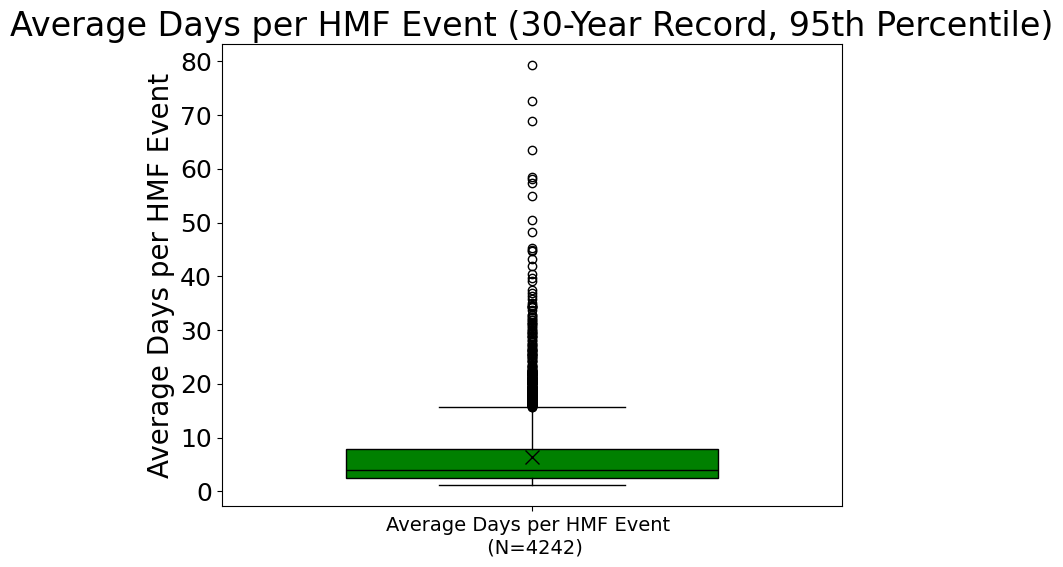 Average Days per HMF Event (30-Year Record, 95th Percentile)
Average Days per HMF Event
80
70
60
50
40
30
20
10
0
Average Days per HMF Event
(N=4242)